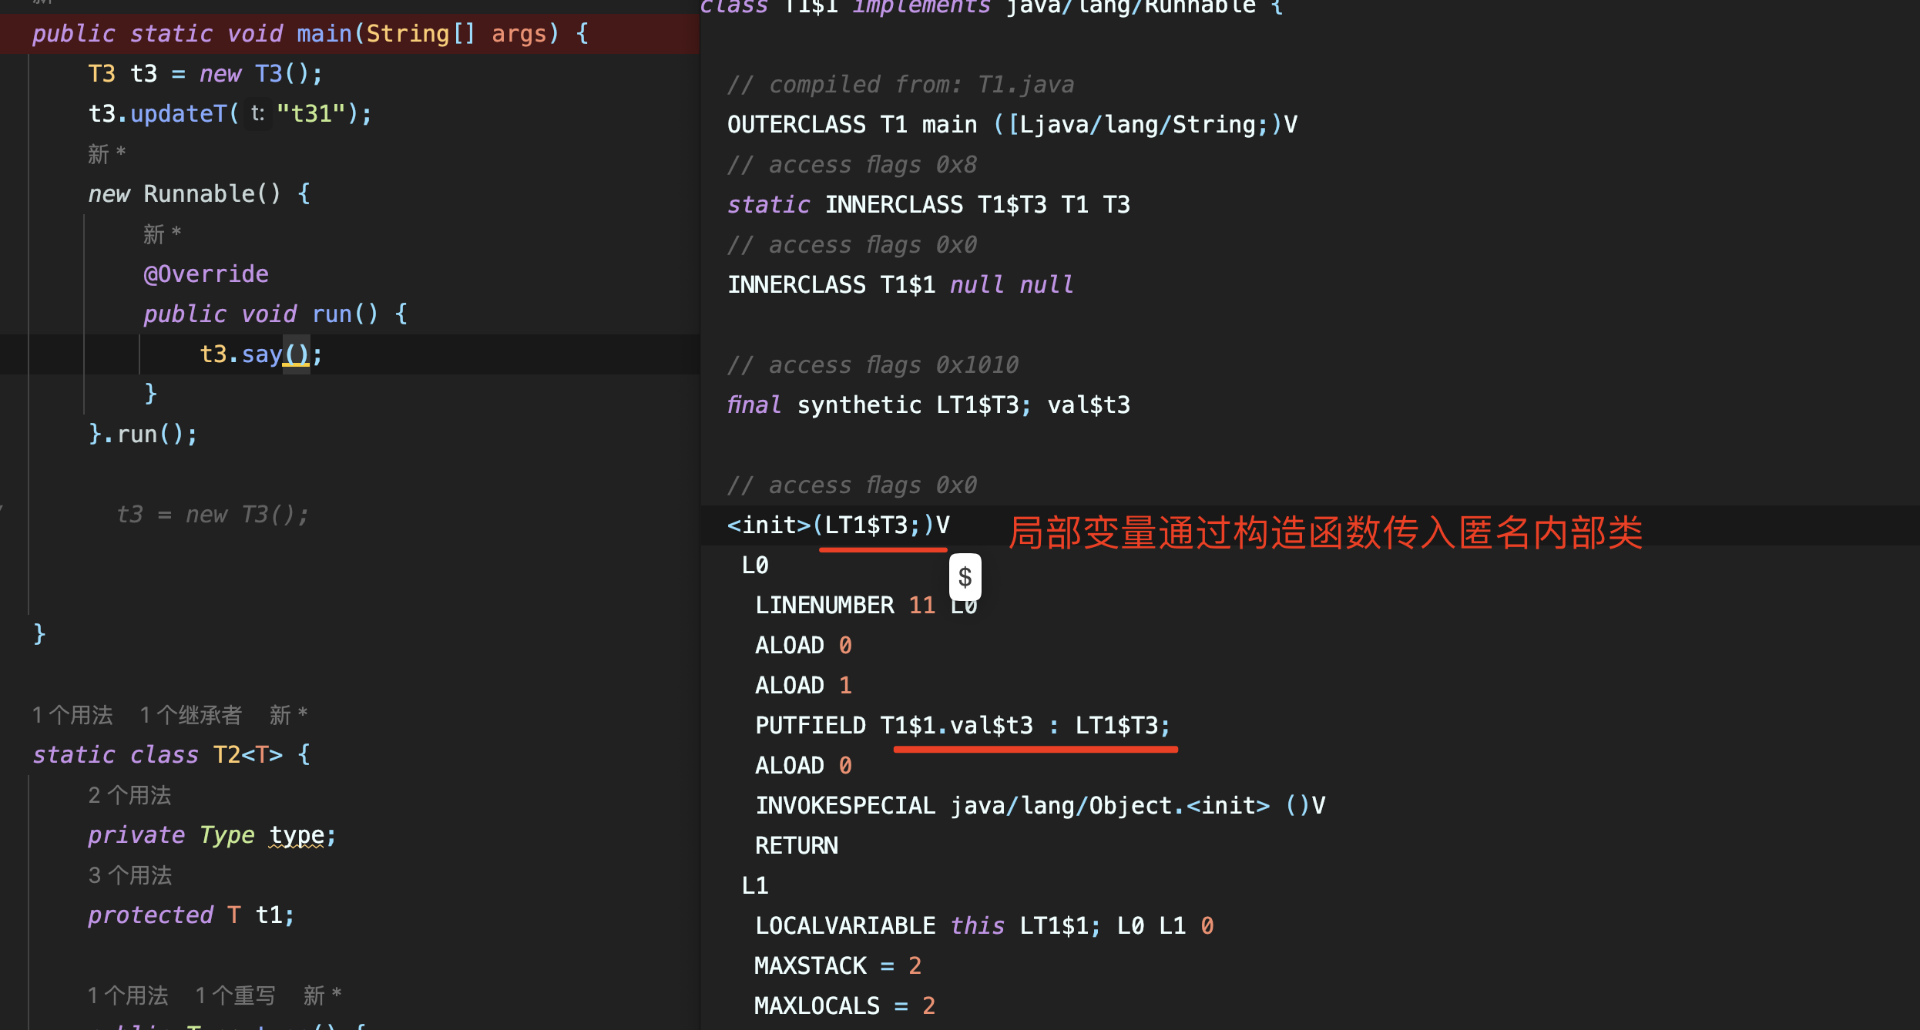 public static void main(String[] args) {
T3 t3 = new T3();
t3.updateT( t: "t31");
新 *
new Runnable() {
新 *
@Override
public void run() {
t3.say();
}
}.run();
t3 = new T3();
}
1 个用法 1 个继承者 新 *
static class T2<T> {
2 个用法
private Type type;
3 个用法
protected T t1;
1 个用法 1 个重写 新 *
class T1$1 implements java/lang/Runnable {
// compiled from: T1.java
OUTERCLASS T1 main ([Ljava/lang/String;)V
// access flags 0x8
static INNERCLASS T1$T3 T1 T3
// access flags 0x0
INNERCLASS T1$1 null null
// access flags 0x1010
final synthetic LT1$T3; val$t3
// access flags 0x0
<init>(LT1$T3;)V 局部变量通过构造函数传入匿名内部类
L0
$
LINENUMBER 11 L0
ALOAD 0
ALOAD 1
PUTFIELD T1$1.val$t3 : LT1$T3;
ALOAD 0
INVOKESPECIAL java/lang/Object.<init> ()V
RETURN
L1
LOCALVARIABLE this LT1$1; L0 L1 0
MAXSTACK = 2
MAXLOCALS = 2